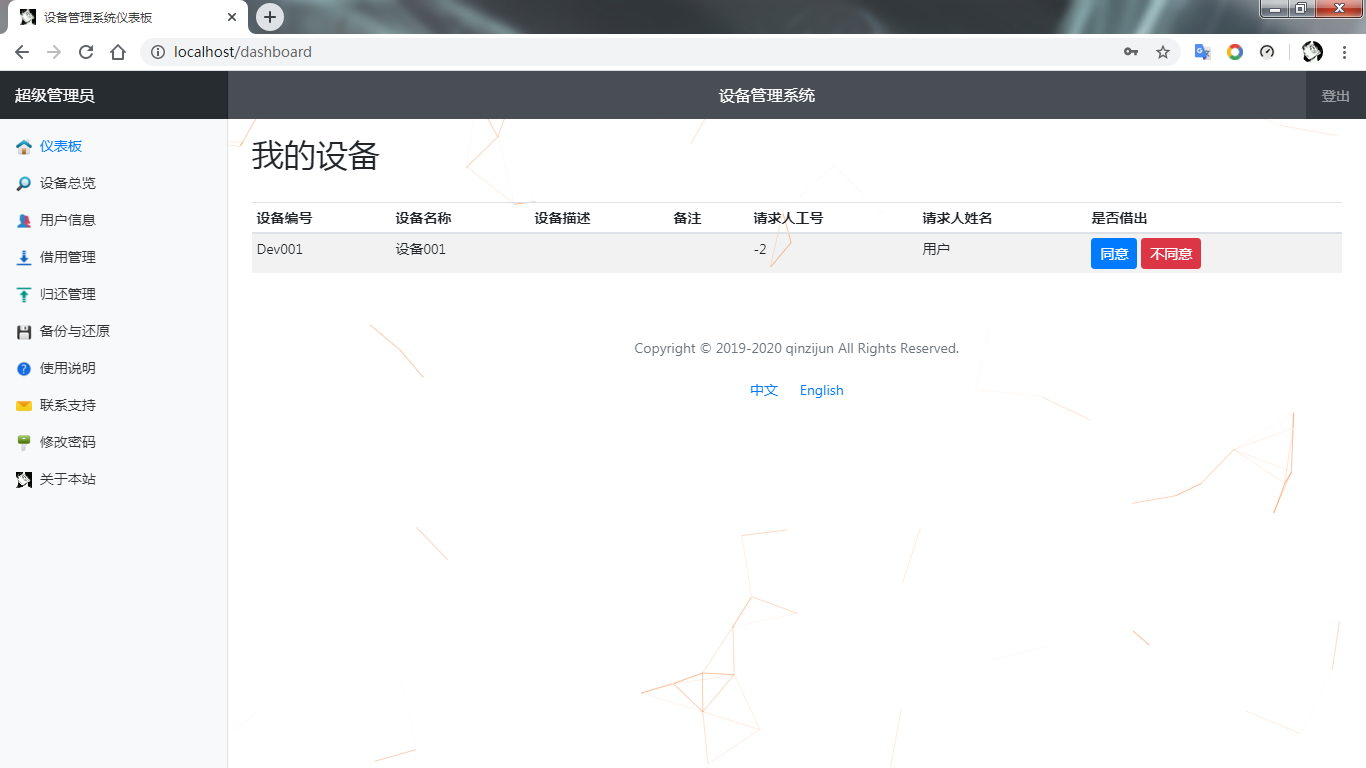 设备管理系统仪表板
localhost/dashboard
超级管理员
设备管理系统
登出
仪表板
设备总览
用户信息
借用管理
归还管理
备份与还原
使用说明
联系支持
修改密码
关于本站
我的设备
设备编号 设备名称 设备描述 备注 请求人工号 请求人姓名 是否借出
Dev001 设备001 -2 用户 同意 不同意
Copyright © 2019-2020 qinzijun All Rights Reserved.
中文 English